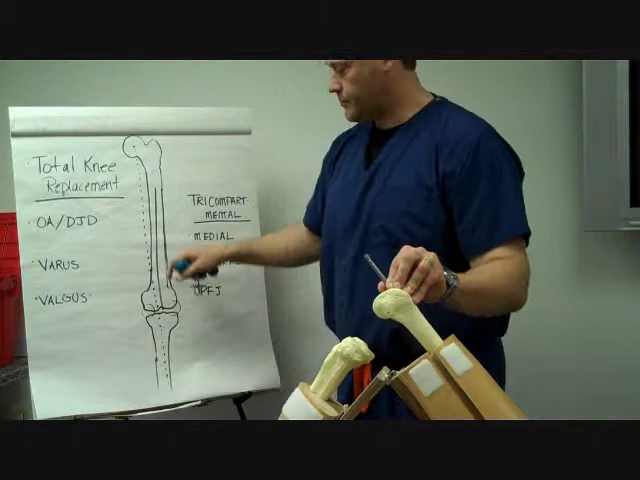 Total Knee
Replacement
· OA/DJD
· VARUS
· VALGUS
TRICOMPART
MENTAL
· MEDIAL
· PFJ